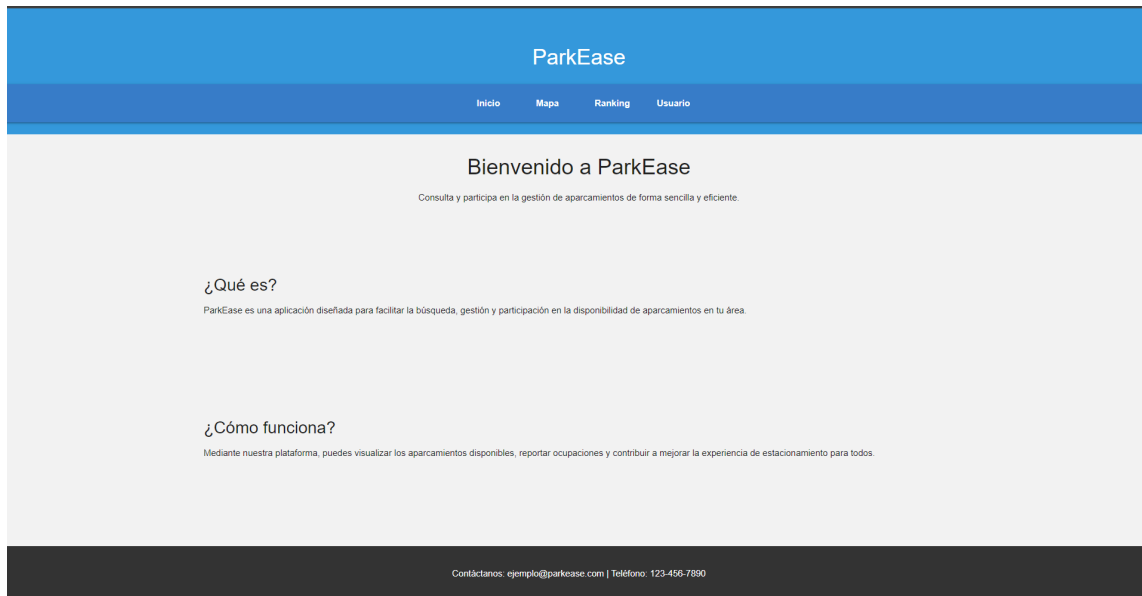 ParkEase
Inicio Mapa Ranking Usuario
Bienvenido a ParkEase
Consulta y participa en la gestión de aparcamientos de forma sencilla y eficiente.
¿Qué es?
ParkEase es una aplicación diseñada para facilitar la búsqueda, gestión y participación en la disponibilidad de aparcamientos en tu área.
¿Cómo funciona?
Mediante nuestra plataforma, puedes visualizar los aparcamientos disponibles, reportar ocupaciones y contribuir a mejorar la experiencia de estacionamiento para todos.
Contáctanos: ejemplo@parkease.com | Teléfono: 123-456-7890